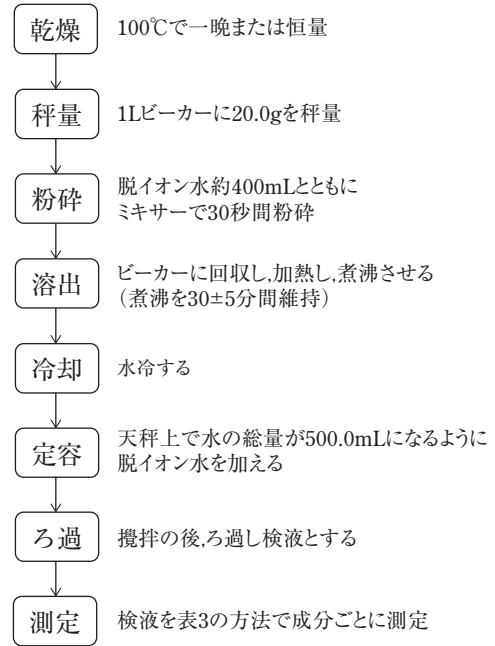 乾燥
100℃で一晩または恒量
秤量
1Lビーカーに20.0gを秤量
粉砕
脱イオン水約400mLとともに
ミキサーで30秒間粉砕
溶出
ビーカーに回収し,加熱し,煮沸させる
（煮沸を30±5分間維持）
冷却
水冷する
定容
天秤上で水の総量が500.0mLになるように
脱イオン水を加える
ろ過
攪拌の後,ろ過し検液とする
測定
検液を表3の方法で成分ごとに測定